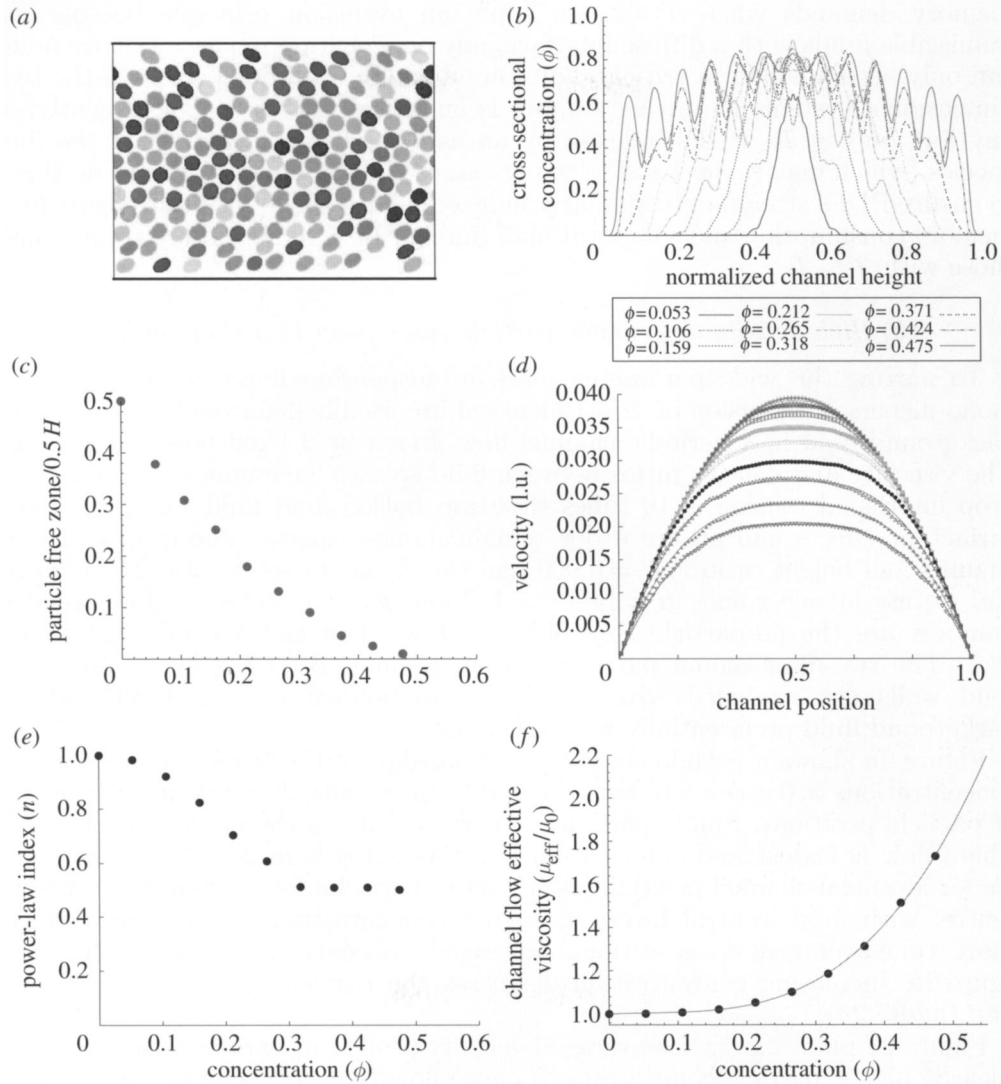 (a)
(b)
cross-sectional
concentration (ϕ)
0.8
0.6
0.4
0.2
0
0.2
0.4
0.6
0.8
1.0
normalized channel height
ϕ=0.053
ϕ=0.106
ϕ=0.159
ϕ=0.212
ϕ=0.265
ϕ=0.318
ϕ=0.371
ϕ=0.424
ϕ=0.475
(c)
particle free zone/0.5H
0.5
0.4
0.3
0.2
0.1
0
0.1
0.2
0.3
0.4
0.5
0.6
(d)
velocity (l.u.)
0.040
0.035
0.030
0.025
0.020
0.015
0.010
0.005
0
0.5
1.0
channel position
(e)
power-law index (n)
1.0
0.8
0.6
0.4
0.2
0
0.1
0.2
0.3
0.4
0.5
0.6
concentration (ϕ)
(f)
channel flow effective
viscosity (μeff/μ0)
2.2
2.0
1.8
1.6
1.4
1.2
1.0
0
0.1
0.2
0.3
0.4
0.5
concentration (ϕ)